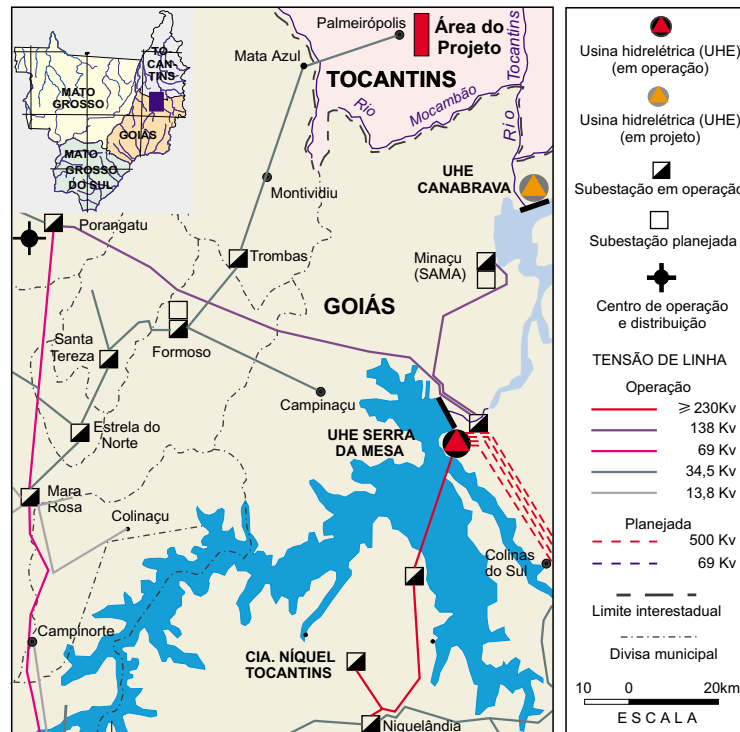 TO
CAN-
TINS
MATO
GROSSO
GOIÁS
MATO
GROSSO
DO SUL
Área do
Projeto
Palmeirópolis
Mata Azul
TOCANTINS
Rio
Mocambão
Rio
Tocantins
UHE
CANABRAVA
Montividiu
Porangatu
Trombas
Minaçu
(SAMA)
GOIÁS
Santa
Tereza
Formoso
Campinaçu
Estrela do
Norte
UHE SERRA
DA MESA
Mara
Rosa
Colinaçu
Colinas
do Sul
Campinorte
CIA. NÍQUEL
TOCANTINS
Niquelândia
Usina hidrelétrica (UHE)
(em operação)
Usina hidrelétrica (UHE)
(em projeto)
Subestação em operação
Subestação planejada
Centro de operação
e distribuição
TENSÃO DE LINHA
Operação
⩾ 230Kv
138 Kv
69 Kv
34,5 Kv
13,8 Kv
Planejada
500 Kv
69 Kv
Limite interestadual
Divisa municipal
10 0 20km
ESCALA